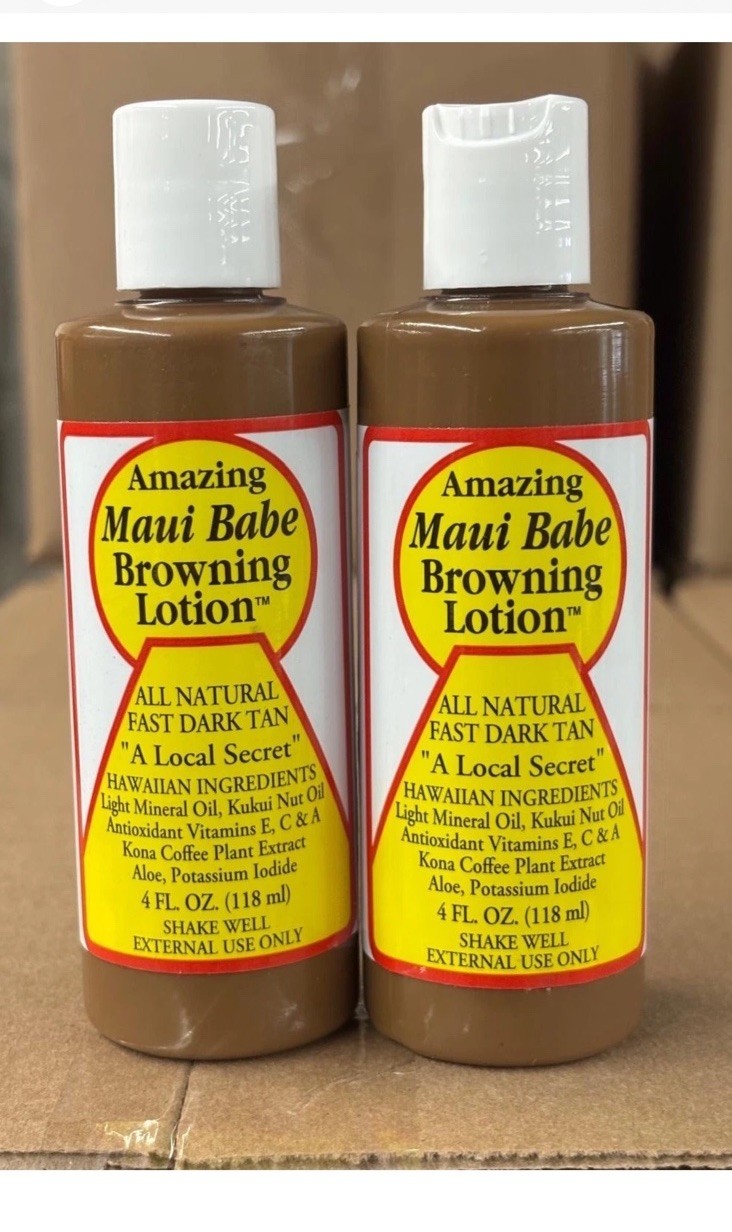 Amazing
Maui Babe
Browning
Lotion™
ALL NATURAL
FAST DARK TAN
"A Local Secret"
HAWAIIAN INGREDIENTS
Light Mineral Oil, Kukui Nut Oil
Antioxidant Vitamins E, C & A
Kona Coffee Plant Extract
Aloe, Potassium Iodide
4 FL. OZ. (118 ml)
SHAKE WELL
EXTERNAL USE ONLY
Amazing
Maui Babe
Browning
Lotion™
ALL NATURAL
FAST DARK TAN
"A Local Secret"
HAWAIIAN INGREDIENTS
Light Mineral Oil, Kukui Nut Oil
Antioxidant Vitamins E, C & A
Kona Coffee Plant Extract
Aloe, Potassium Iodide
4 FL. OZ. (118 ml)
SHAKE WELL
EXTERNAL USE ONLY